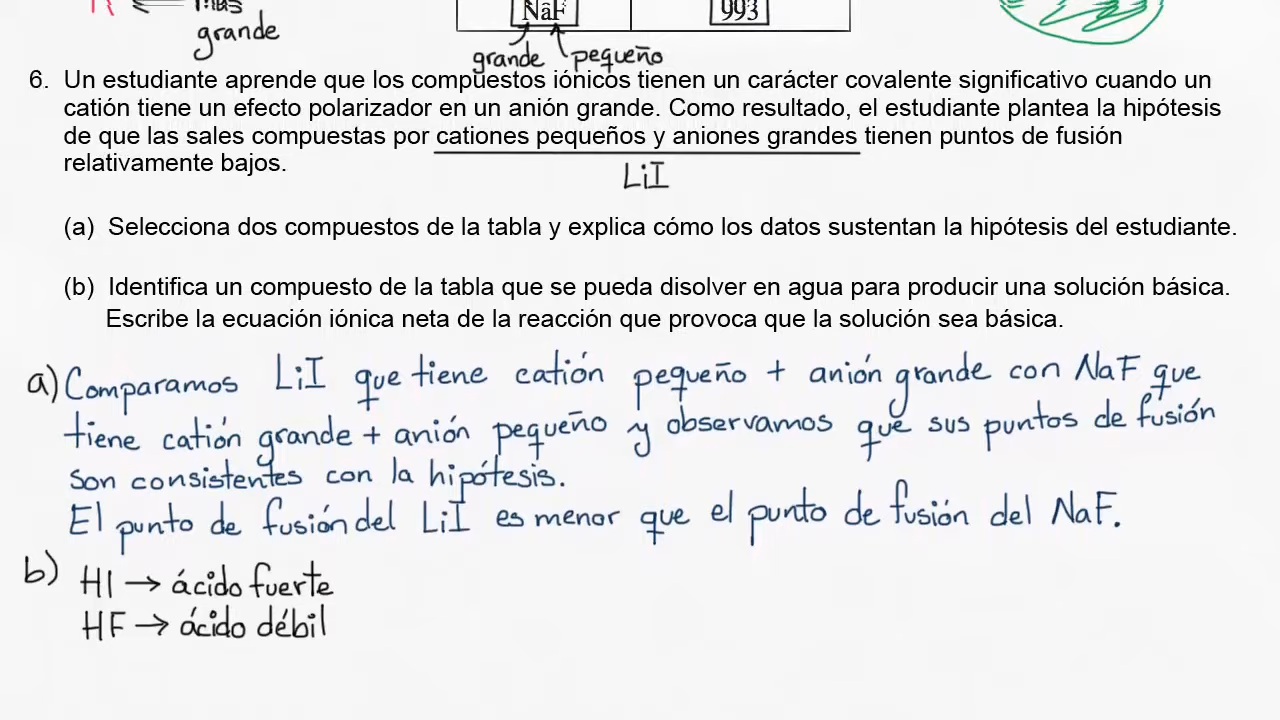 más
grande
NaF 993
grande pequeño
6. Un estudiante aprende que los compuestos iónicos tienen un carácter covalente significativo cuando un
catión tiene un efecto polarizador en un anión grande. Como resultado, el estudiante plantea la hipótesis
de que las sales compuestas por cationes pequeños y aniones grandes tienen puntos de fusión
relativamente bajos.
LiI
(a) Selecciona dos compuestos de la tabla y explica cómo los datos sustentan la hipótesis del estudiante.
(b) Identifica un compuesto de la tabla que se pueda disolver en agua para producir una solución básica.
Escribe la ecuación iónica neta de la reacción que provoca que la solución sea básica.
a) Comparamos LiI que tiene catión pequeño + anión grande con NaF que
tiene catión grande + anión pequeño y observamos que sus puntos de fusión
son consistentes con la hipótesis.
El punto de fusión del LiI es menor que el punto de fusión del NaF.
b) HI → ácido fuerte
HF → ácido débil